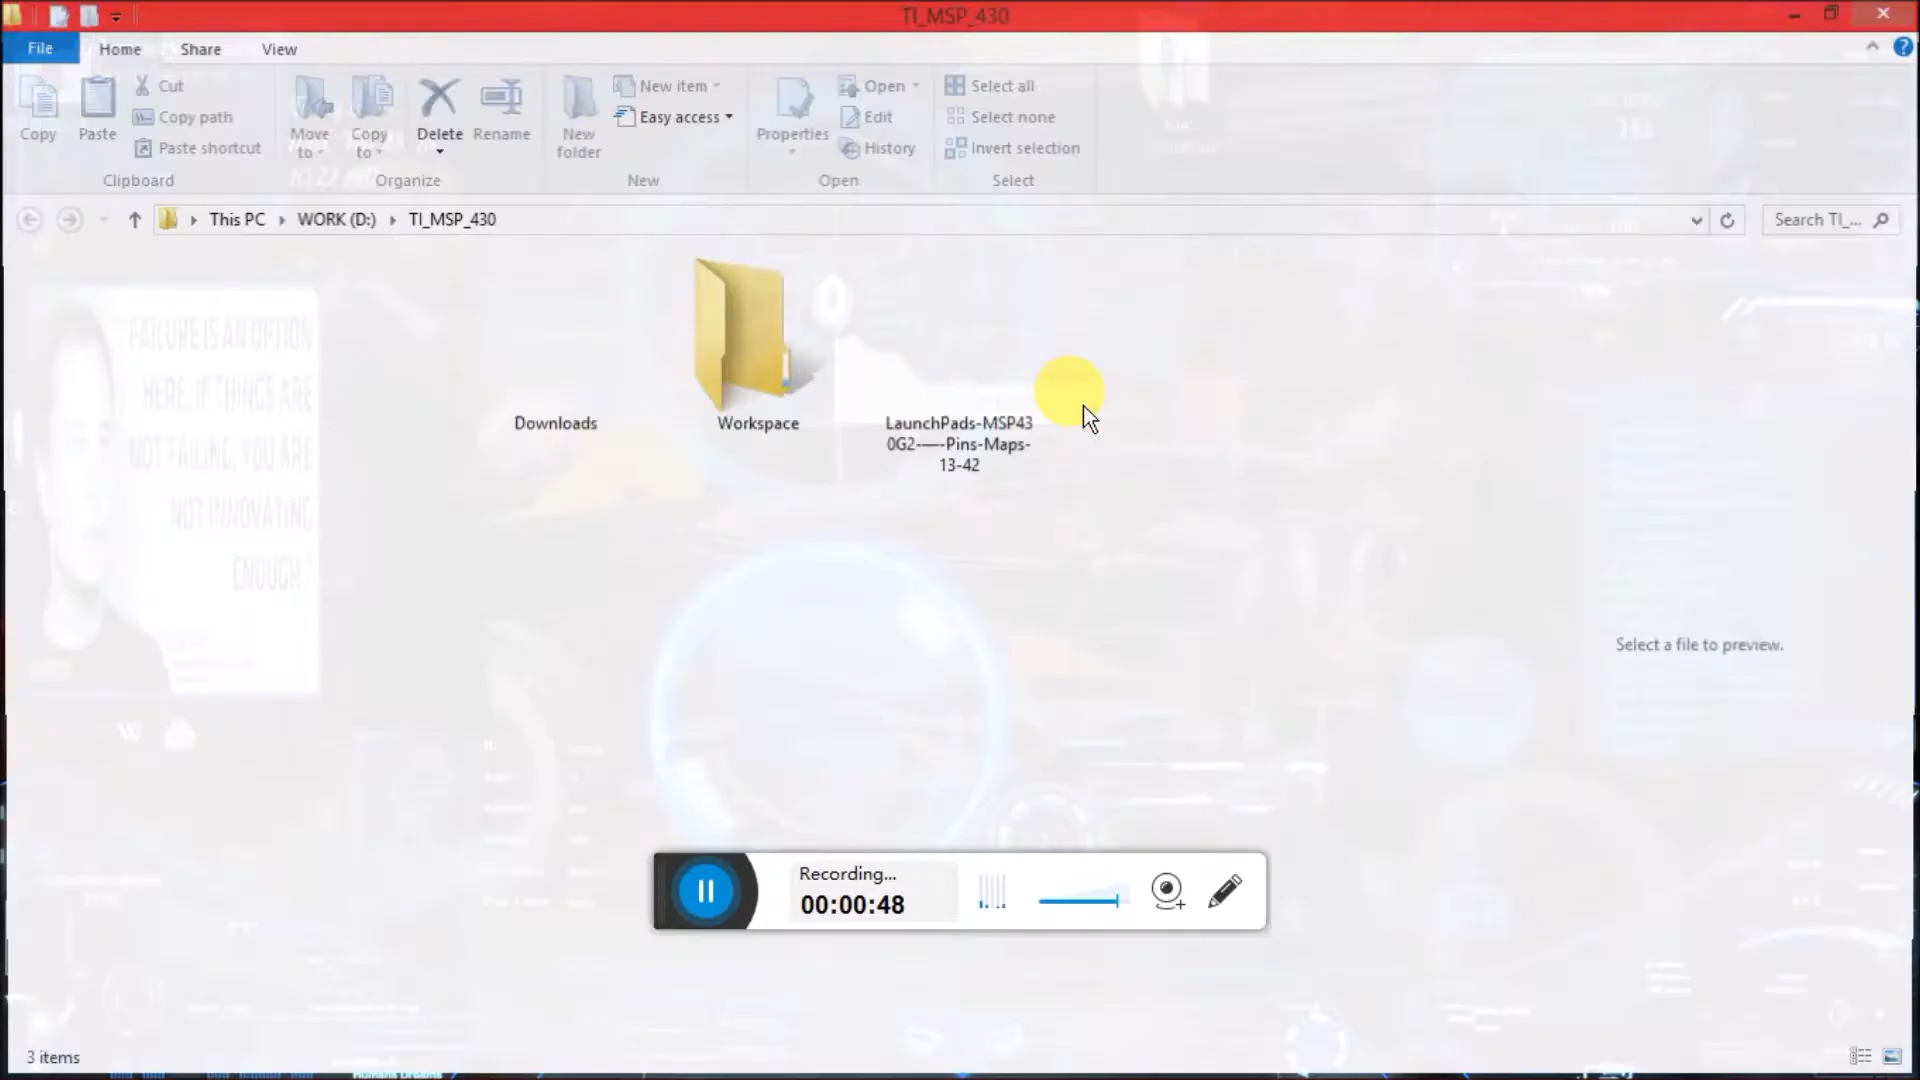 TI_MSP_430
File
Home
Share
View
Copy
Paste
Cut
Copy path
Paste shortcut
Clipboard
Move to
Copy to
Delete
Rename
Organize
New folder
New item
Easy access
New
Properties
Open
Edit
History
Open
Select all
Select none
Invert selection
Select
This PC
WORK (D:)
TI_MSP_430
Search TI_...
FAILURE IS AN OPTION
HERE. IF THINGS ARE
NOT FAILING, YOU ARE
NOT INNOVATING
ENOUGH."
Downloads
Workspace
LaunchPads-MSP43
0G2-—--Pins-Maps-
13-42
Select a file to preview.
Recording...
00:00:48
3 items